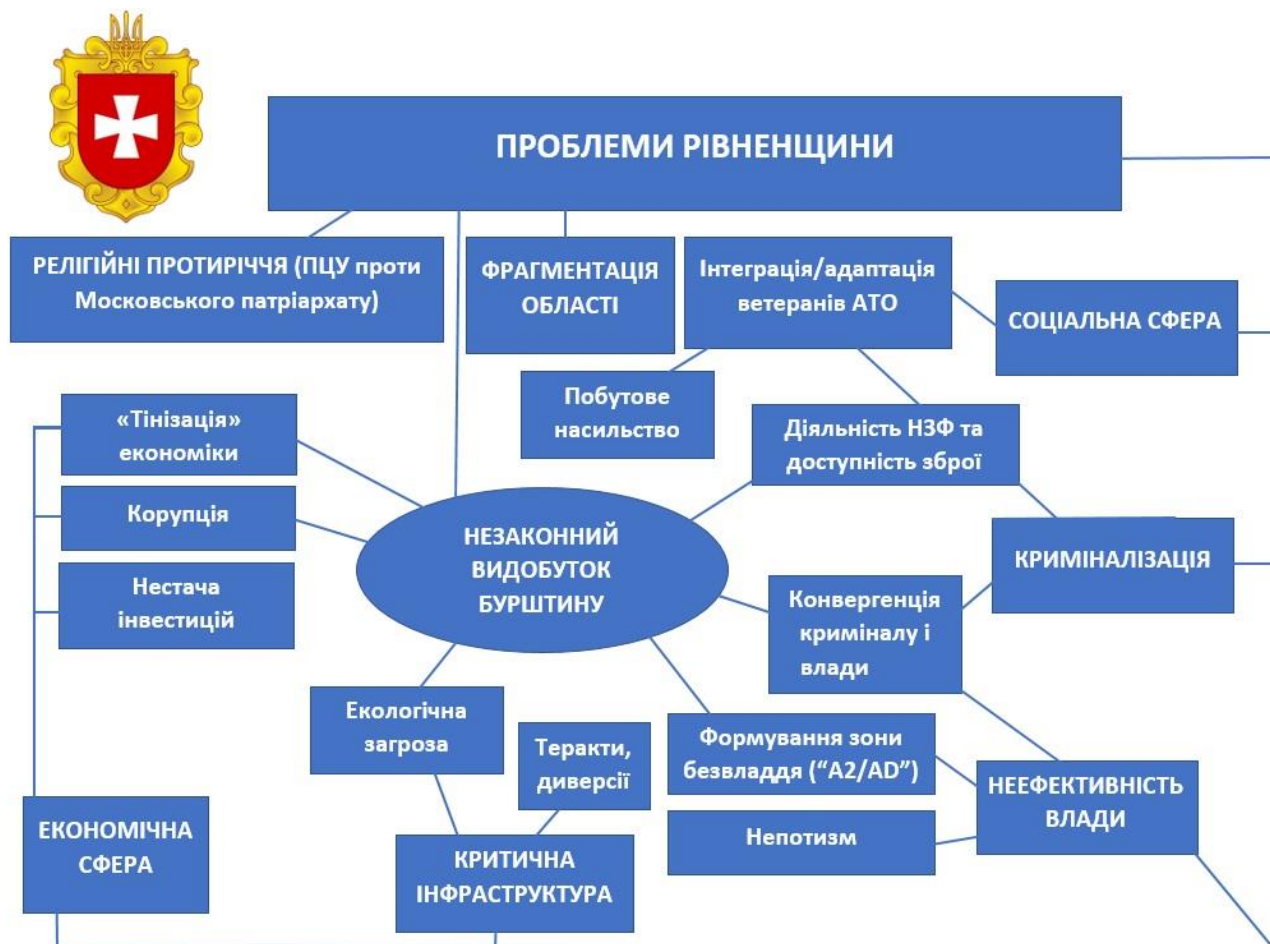 ПРОБЛЕМИ РІВНЕНЩИНИ
РЕЛІГІЙНІ ПРОТИРІЧЧЯ (ПЦУ проти
Московського патріархату)
ФРАГМЕНТАЦІЯ
ОБЛАСТІ
Інтеграція/адаптація
ветеранів АТО
СОЦІАЛЬНА СФЕРА
Побутове
насильство
«Тінізація»
економіки
Діяльність НЗФ та
доступність зброї
Корупція
НЕЗАКОННИЙ
ВИДОБУТОК
БУРШТИНУ
КРИМІНАЛІЗАЦІЯ
Нестача
інвестицій
Конвергенція
криміналу і
влади
Екологічна
загроза
Теракти,
диверсії
Формування зони
безвладдя (“A2/AD”)
НЕЕФЕКТИВНІСТЬ
ВЛАДИ
Непотизм
ЕКОНОМІЧНА
СФЕРА
КРИТИЧНА
ІНФРАСТРУКТУРА